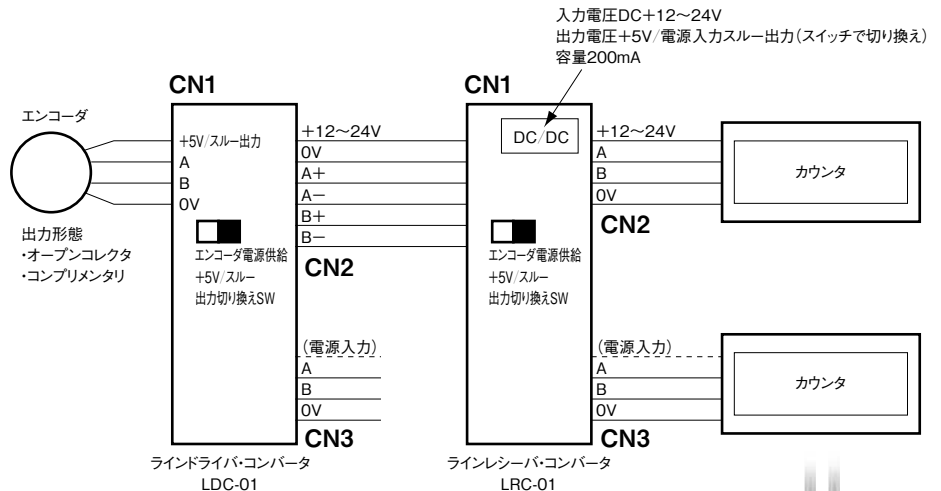 入力電圧DC+12～24V
出力電圧+5V/電源入力スルー出力(スイッチで切り換え)
容量200mA
CN1
CN1
エンコーダ
+5V/スルー出力
A
B
0V
+12～24V
0V
A+
A−
B+
B−
DC/DC
+12～24V
A
B
0V
カウンタ
CN2
出力形態
・オープンコレクタ
・コンプリメンタリ
エンコーダ電源供給
+5V/スルー
出力切り換えSW
CN2
エンコーダ電源供給
+5V/スルー
出力切り換えSW
(電源入力)
A
B
0V
CN3
(電源入力)
A
B
0V
CN3
カウンタ
ラインドライバ・コンバータ
LDC-01
ラインレシーバ・コンバータ
LRC-01